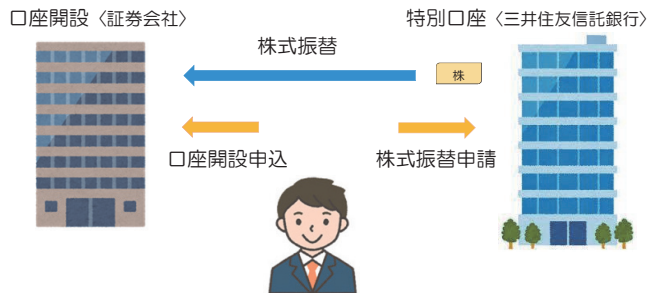 口座開設〈証券会社〉
特別口座〈三井住友信託銀行〉
株式振替
株
口座開設申込
株式振替申請